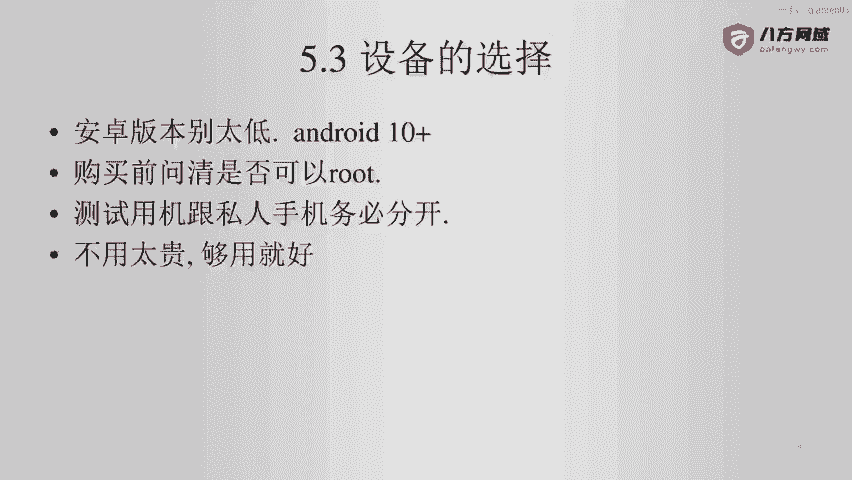 八方网域
bafangwy.com
5.3 设备的选择
• 安卓版本别太低. android 10+
• 购买前问清是否可以root.
• 测试用机跟私人手机务必分开.
• 不用太贵, 够用就好